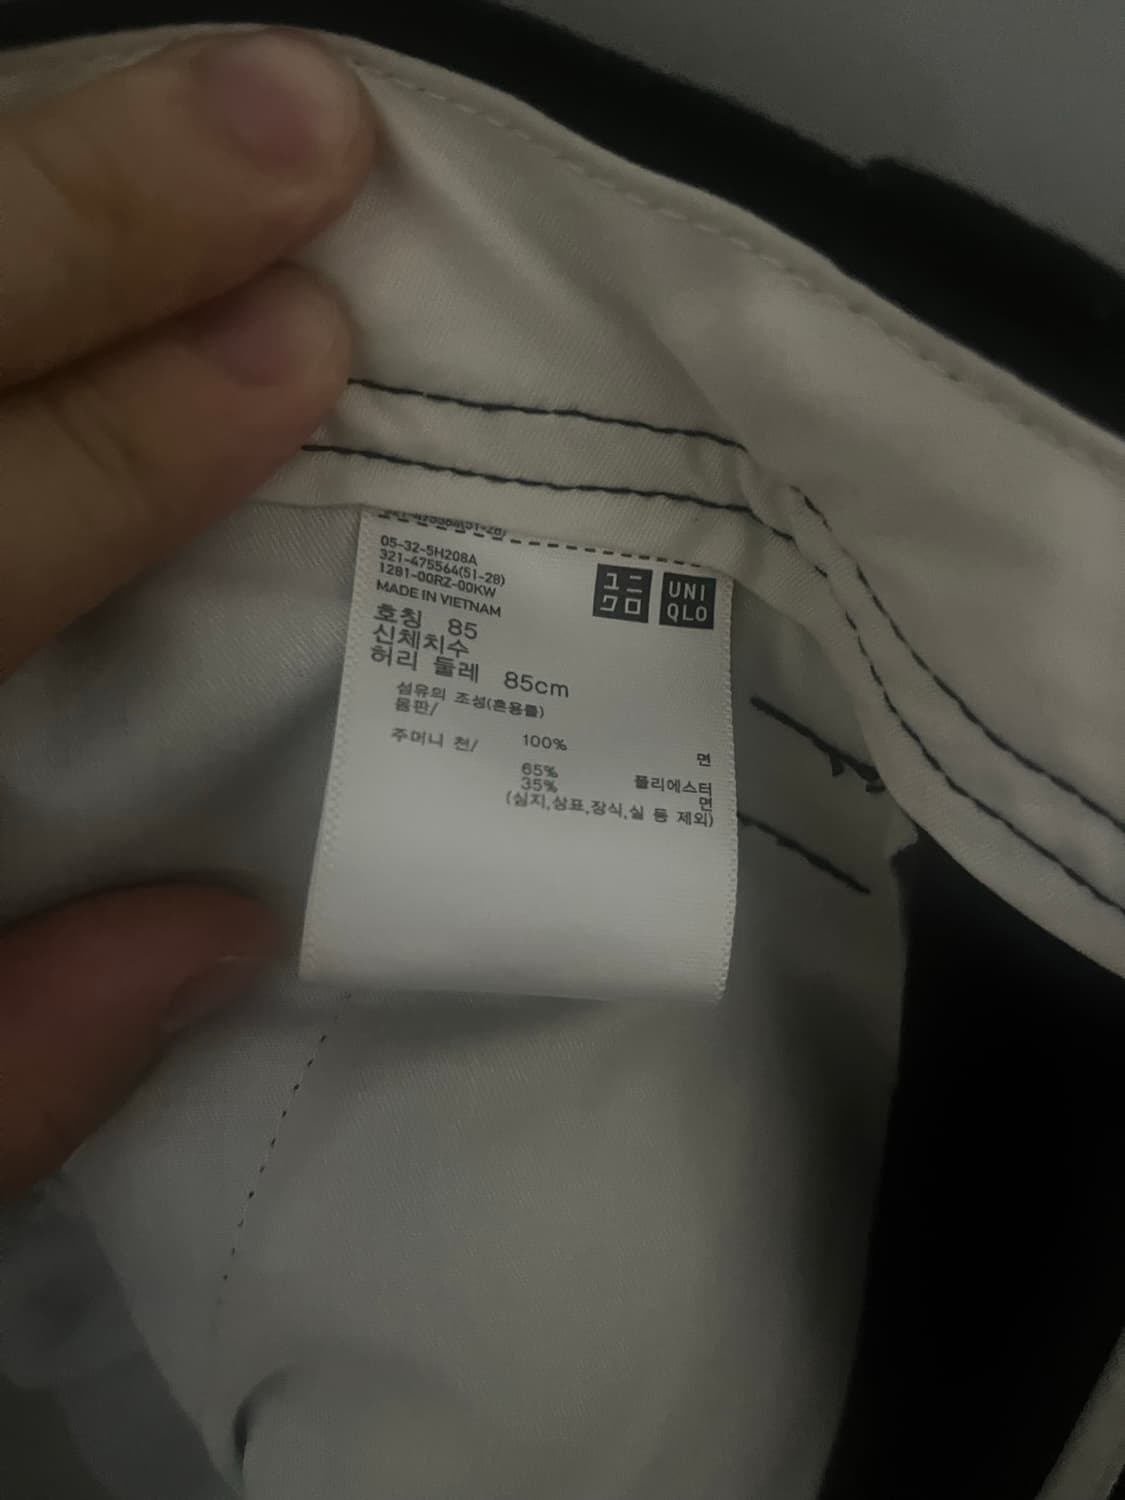 05-32-5H208A
321-475564(51-28)
1281-00RZ-00KW
MADE IN VIETNAM
ユニ
クロ
UNI
QLO
호칭 85
신체치수
허리 둘레 85cm
섬유의 조성(혼용률)
몸판/
100% 면
주머니 천/
65% 폴리에스터
35% 면
(심지,상표,장식,실 등 제외)